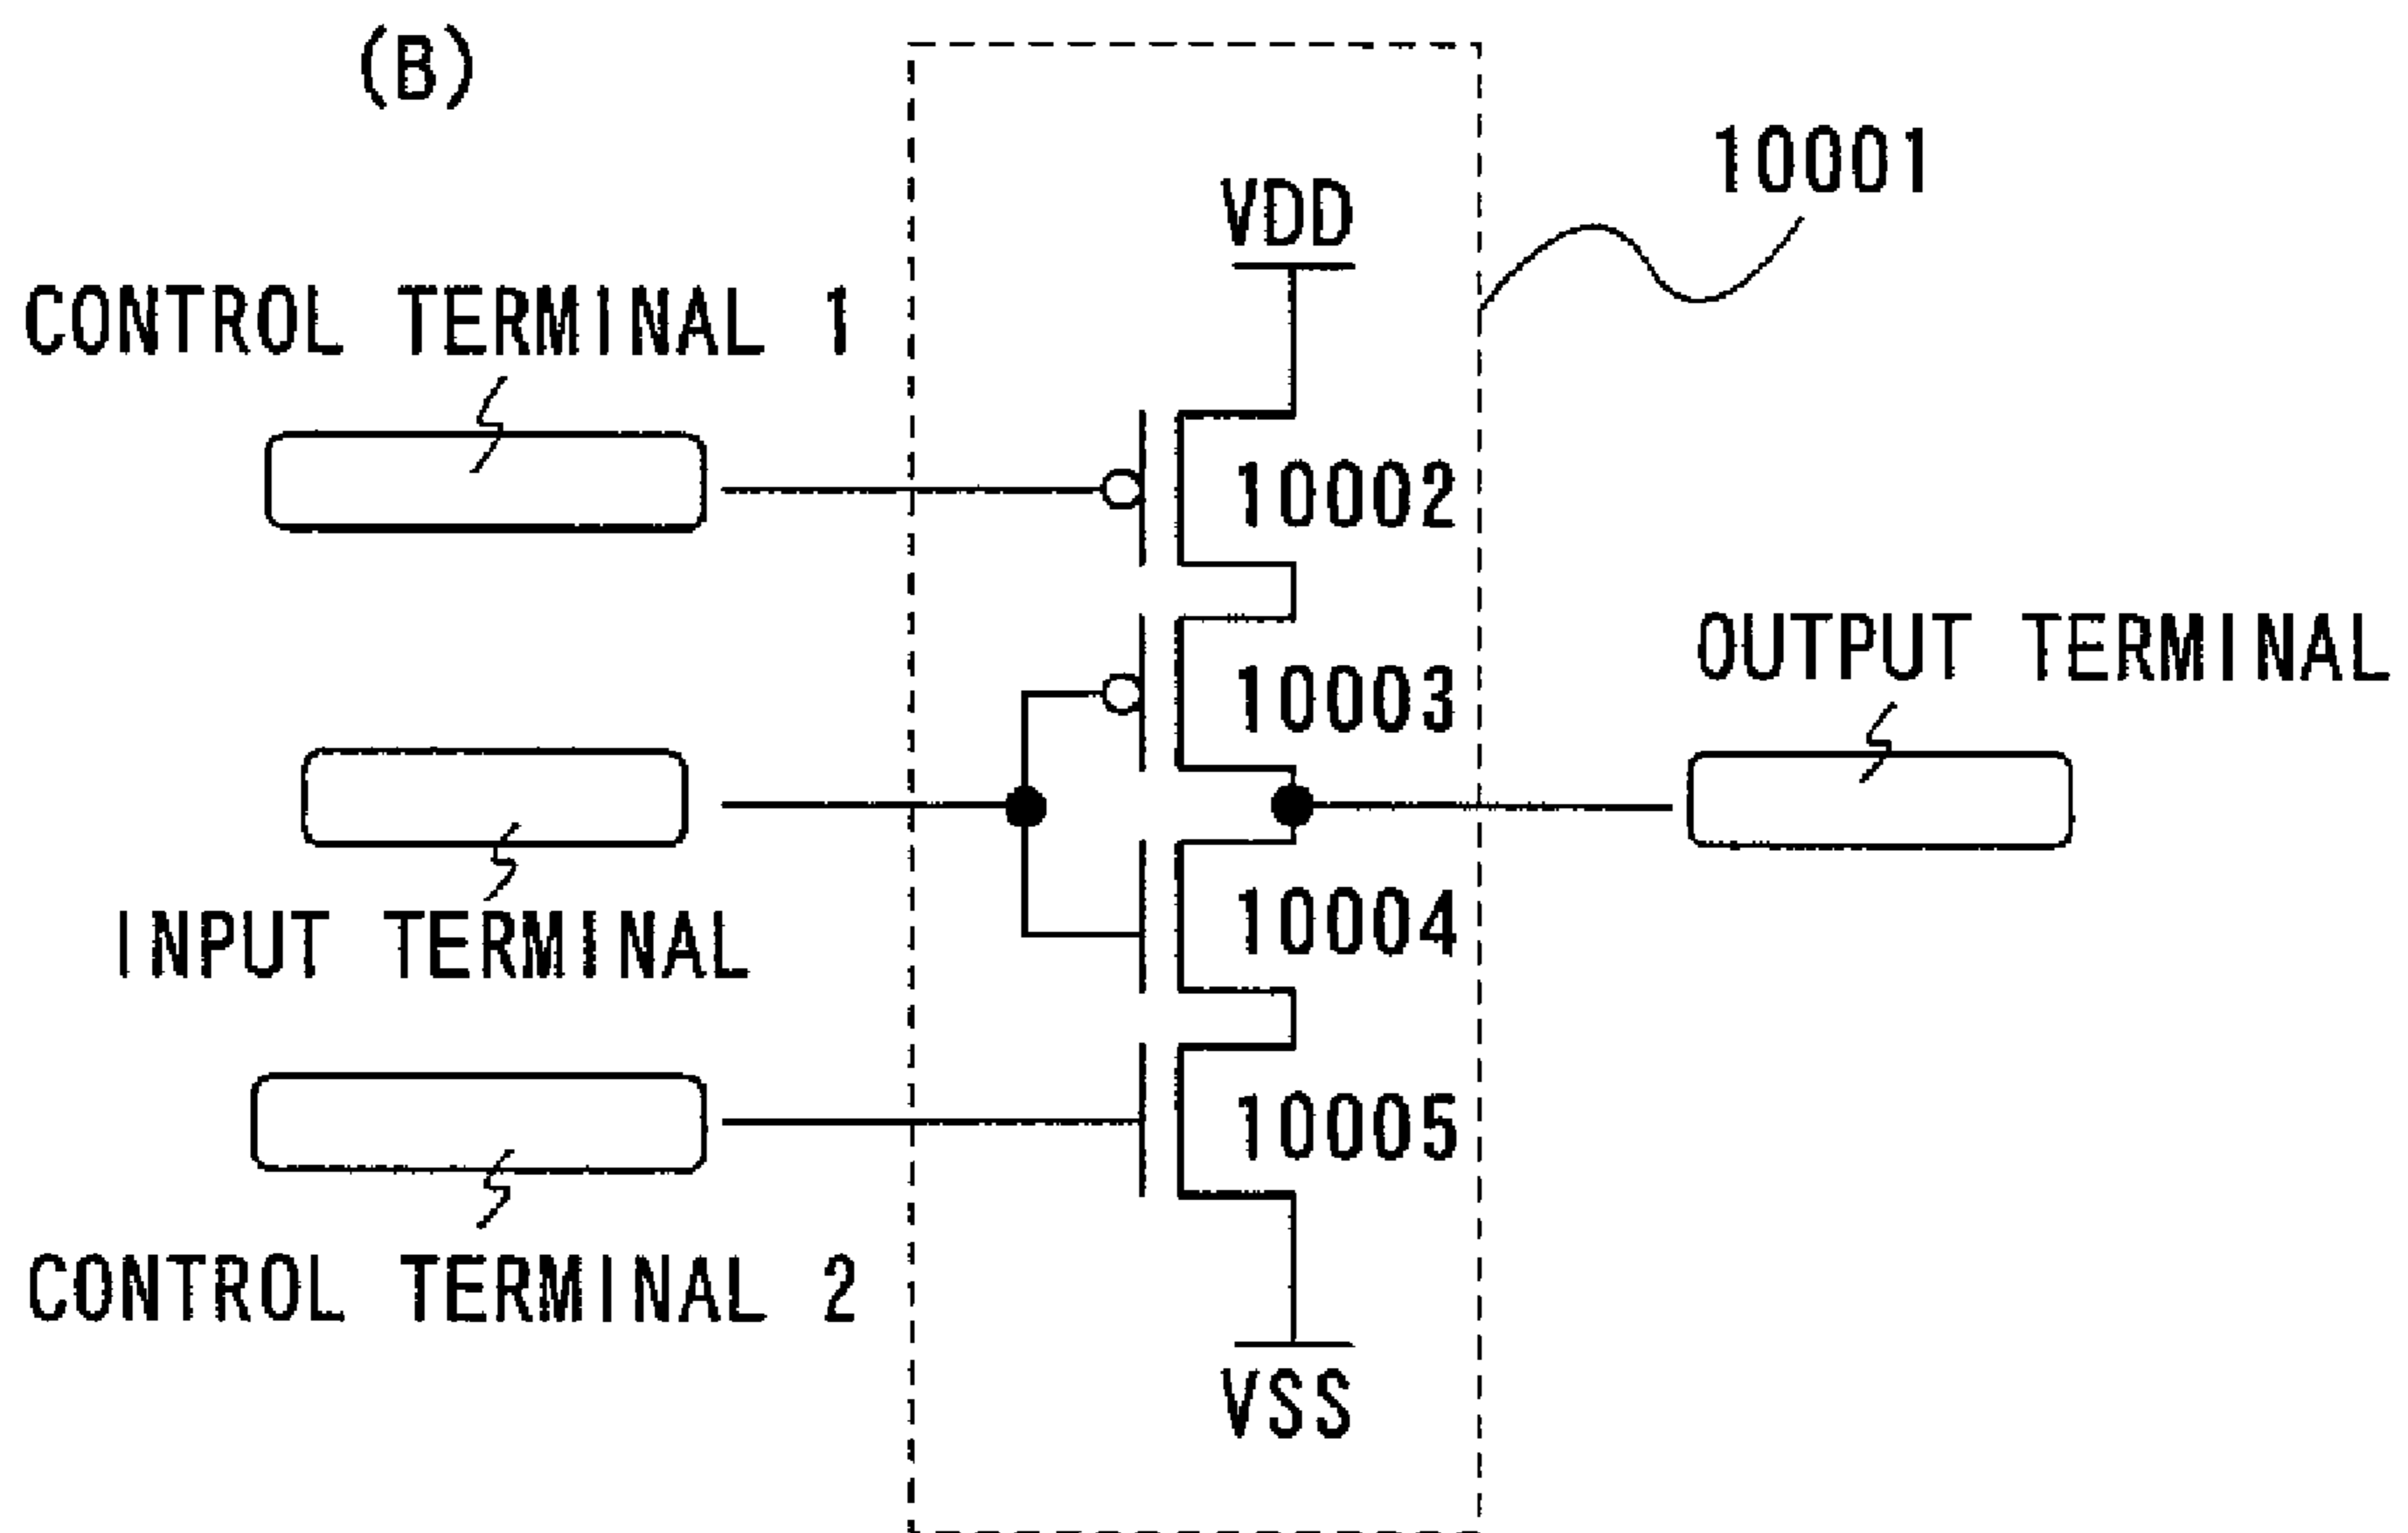 (B)
10001
VDD
CONTROL TERMINAL 1
10002
10003
OUTPUT TERMINAL
INPUT TERMINAL
10004
10005
CONTROL TERMINAL 2
VSS